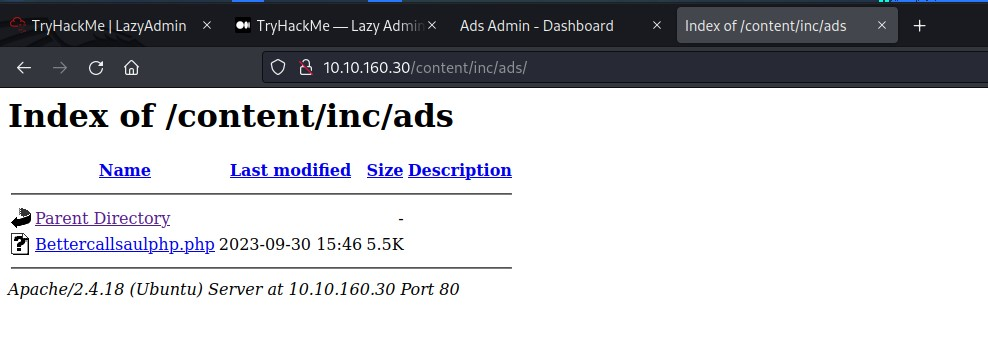 TryHackMe | LazyAdmin
TryHackMe — Lazy Admin
Ads Admin - Dashboard
Index of /content/inc/ads
10.10.160.30/content/inc/ads/
Index of /content/inc/ads
Name Last modified Size Description
Parent Directory -
Bettercallsaulphp.php 2023-09-30 15:46 5.5K
Apache/2.4.18 (Ubuntu) Server at 10.10.160.30 Port 80